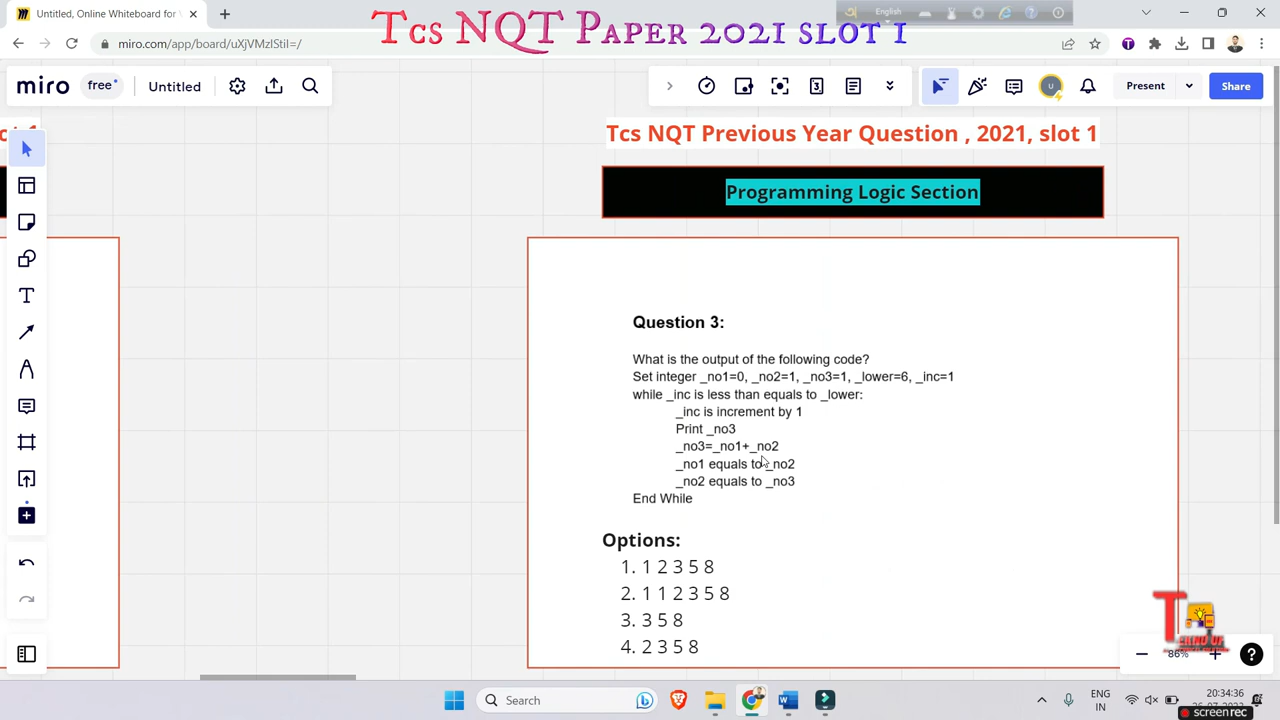 Untitled, Online Whiteboard for
English
Tcs NQT Paper 2021 slot 1
miro.com/app/board/uXjVMzIStiI=/
miro
free
Untitled
Present
Share
ot 1
Tcs NQT Previous Year Question , 2021, slot 1
Programming Logic Section
Question 3:
What is the output of the following code?
Set integer _no1=0, _no2=1, _no3=1, _lower=6, _inc=1
while _inc is less than equals to _lower:
_inc is increment by 1
Print _no3
_no3=_no1+_no2
_no1 equals to _no2
_no2 equals to _no3
End While
Options:
1. 1 2 3 5 8
2. 1 1 2 3 5 8
3. 3 5 8
4. 2 3 5 8
86%
Search
ENG
IN
20:34:36
screenrec